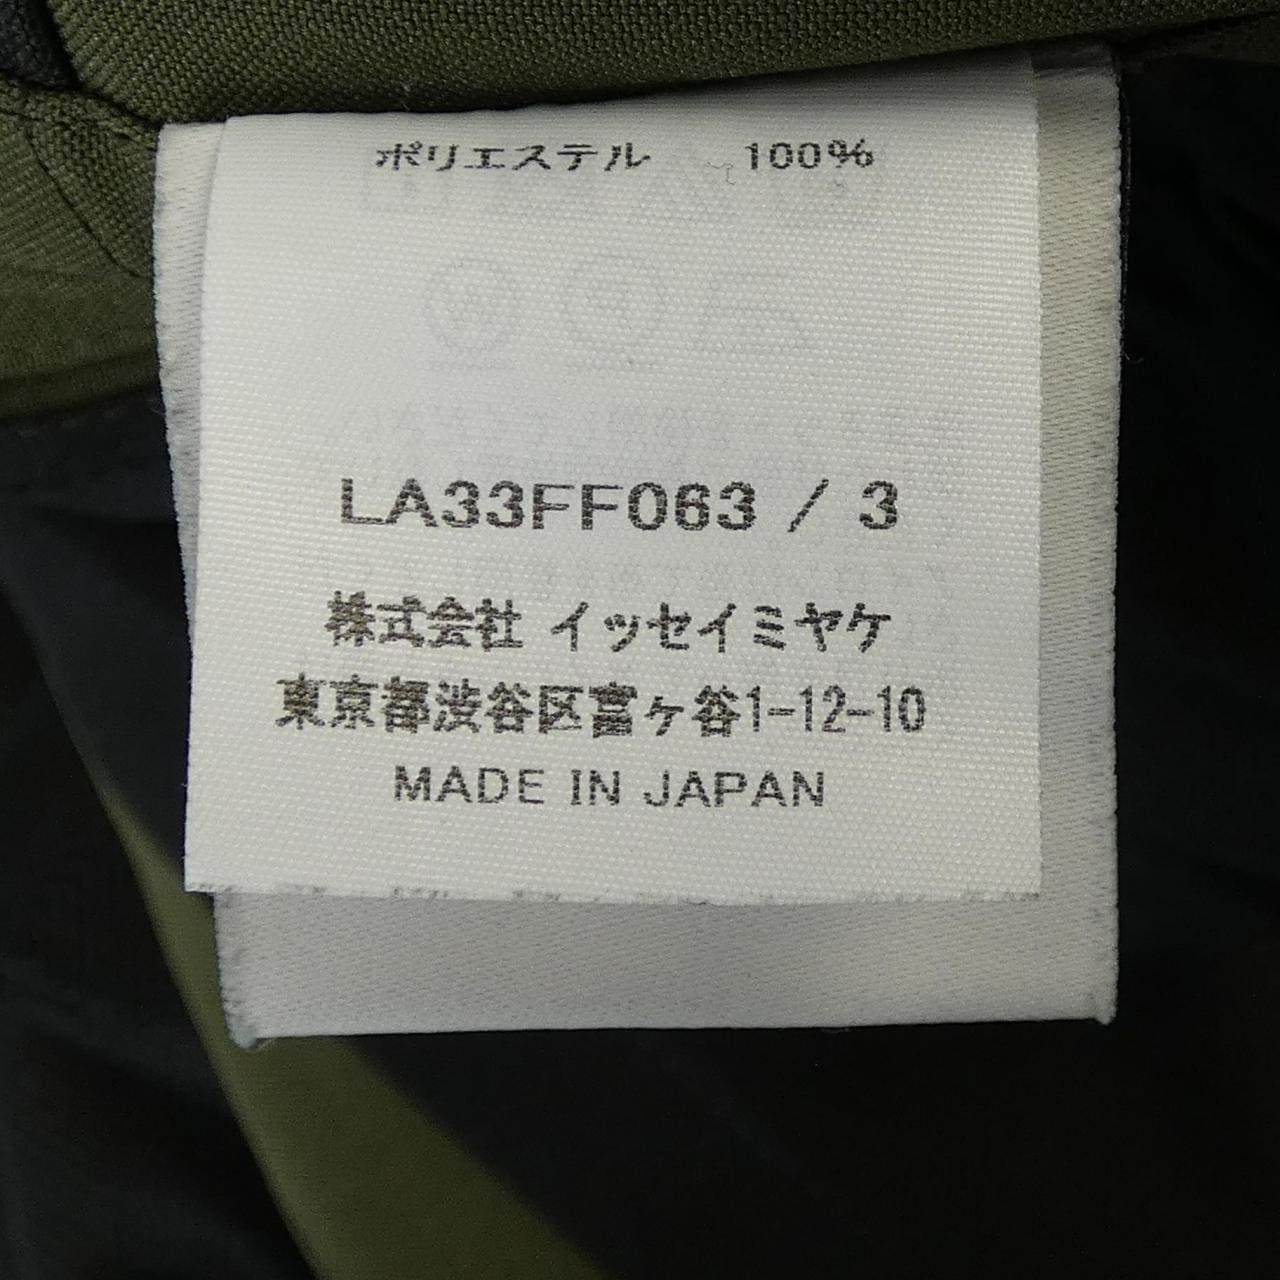 ポリエステル 100%
LA33FF063 / 3
株式会社 イッセイミヤケ
東京都渋谷区富ヶ谷1-12-10
MADE IN JAPAN